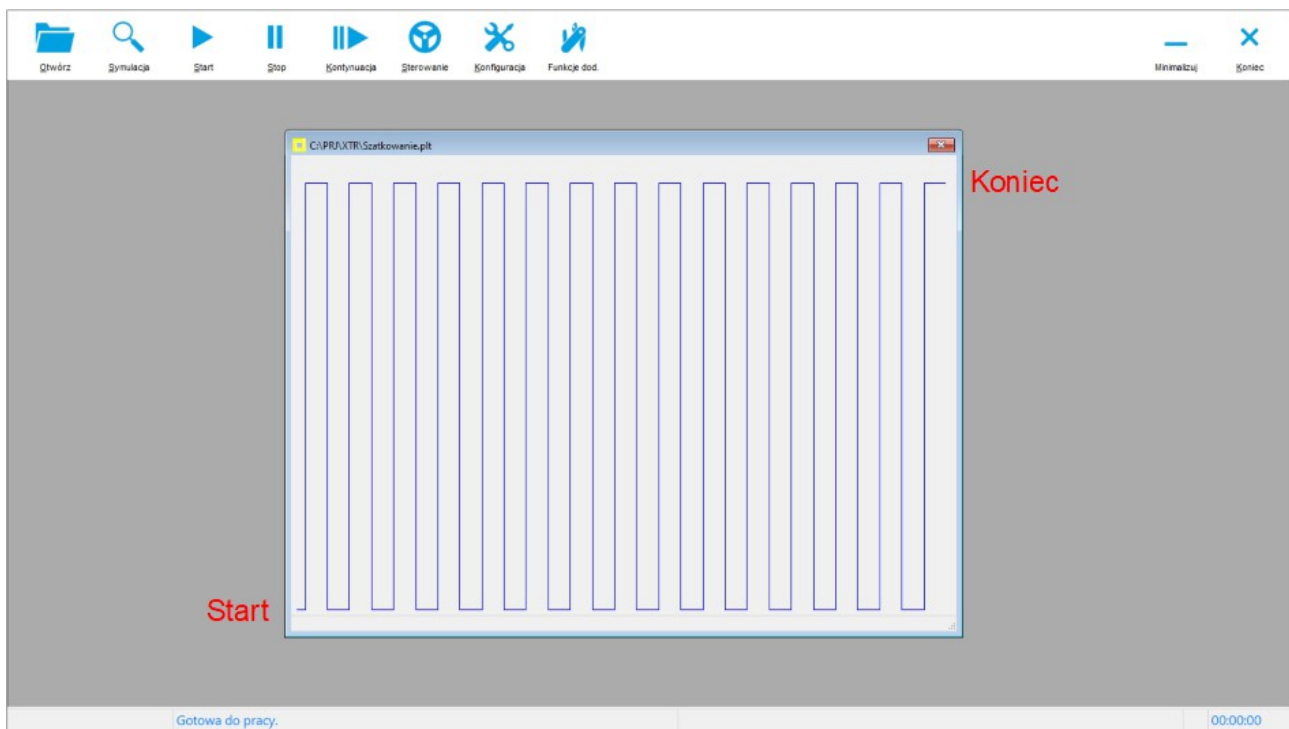 Otwórz
Symulacja
Start
Stop
Kontynuacja
Sterowanie
Konfiguracja
Funkcje dod.
Minimalizuj
Koniec
C:\PRJ\XTR\Szatkowanie.plt
Koniec
Start
Gotowa do pracy.
00:00:00